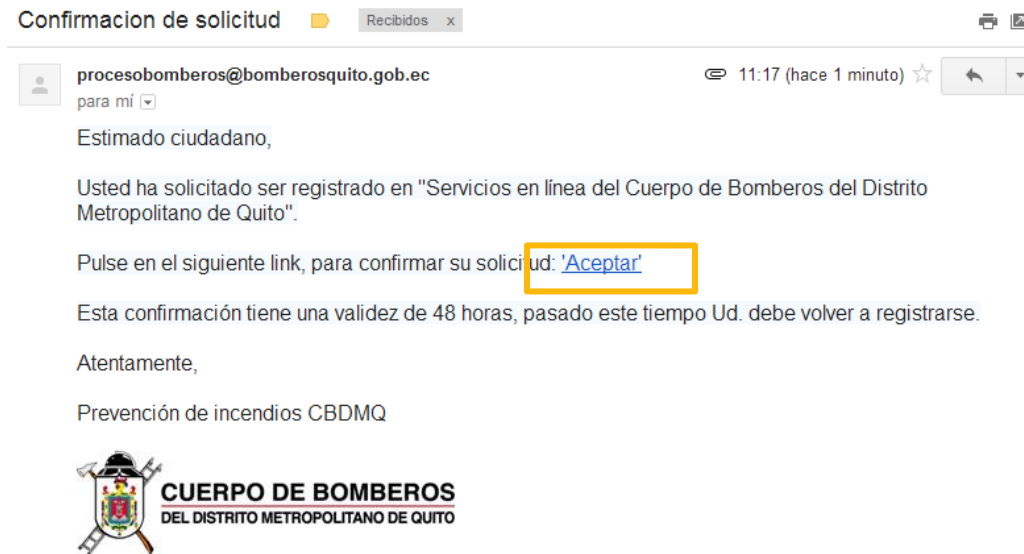 Confirmacion de solicitud
Recibidos x
procesobomberos@bomberosquito.gob.ec
11:17 (hace 1 minuto)
para mí
Estimado ciudadano,
Usted ha solicitado ser registrado en "Servicios en línea del Cuerpo de Bomberos del Distrito
Metropolitano de Quito".
Pulse en el siguiente link, para confirmar su solicitud: 'Aceptar'
Esta confirmación tiene una validez de 48 horas, pasado este tiempo Ud. debe volver a registrarse.
Atentamente,
Prevención de incendios CBDMQ
CUERPO DE BOMBEROS
DEL DISTRITO METROPOLITANO DE QUITO